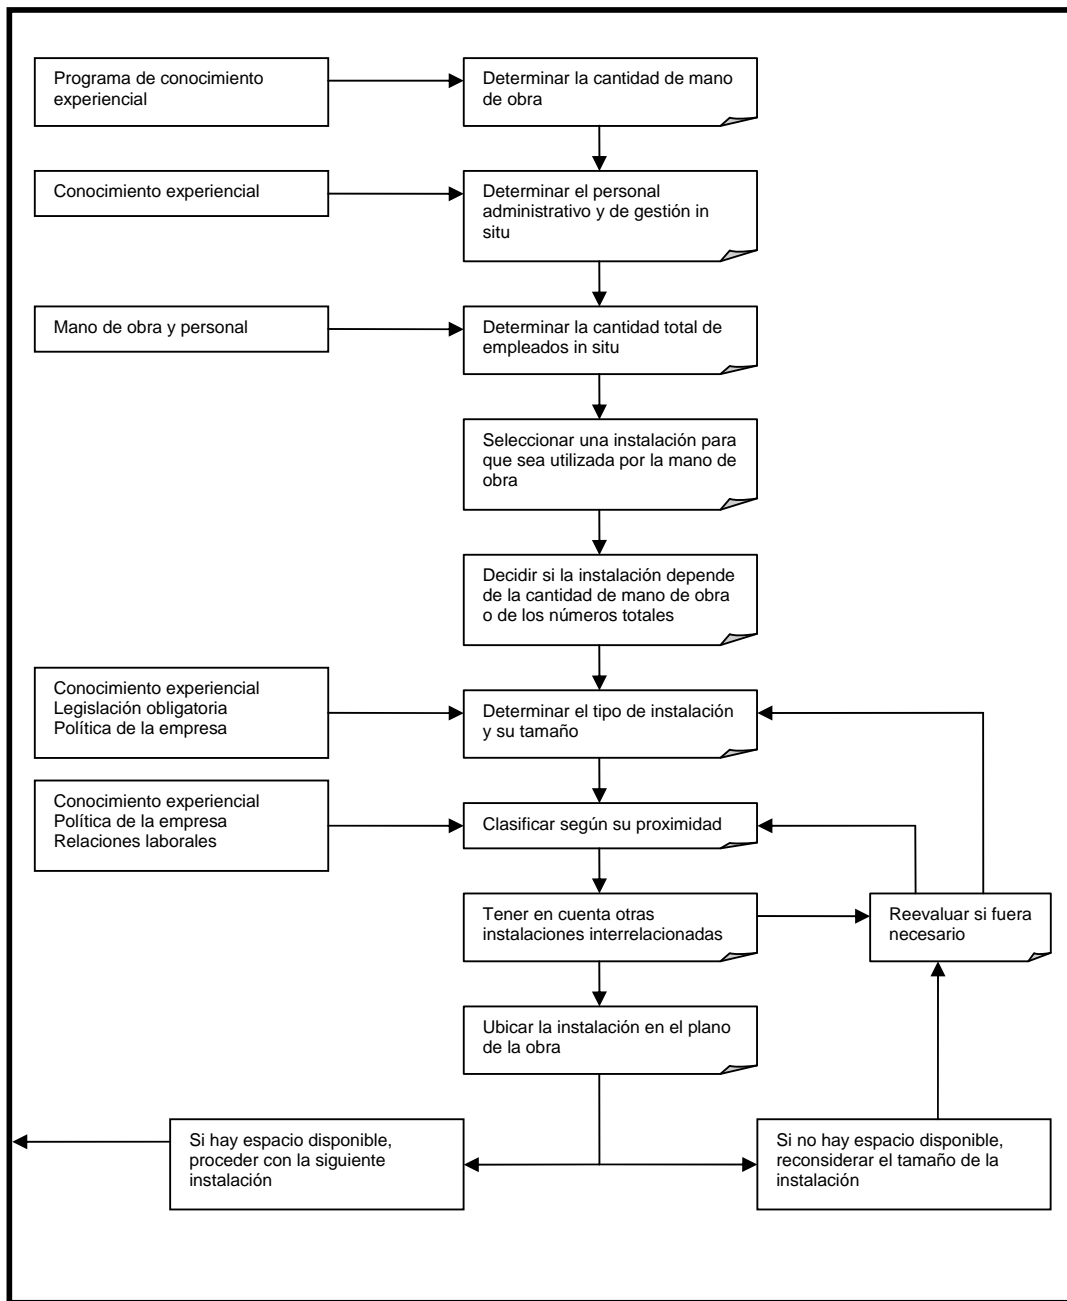 Programa de conocimiento
experiencial
Determinar la cantidad de mano
de obra
Conocimiento experiencial
Determinar el personal
administrativo y de gestión in
situ
Mano de obra y personal
Determinar la cantidad total de
empleados in situ
Seleccionar una instalación para
que sea utilizada por la mano de
obra
Decidir si la instalación depende
de la cantidad de mano de obra
o de los números totales
Conocimiento experiencial
Legislación obligatoria
Política de la empresa
Determinar el tipo de instalación
y su tamaño
Conocimiento experiencial
Política de la empresa
Relaciones laborales
Clasificar según su proximidad
Tener en cuenta otras
instalaciones interrelacionadas
Reevaluar si fuera
necesario
Ubicar la instalación en el plano
de la obra
Si hay espacio disponible,
proceder con la siguiente
instalación
Si no hay espacio disponible,
reconsiderar el tamaño de la
instalación